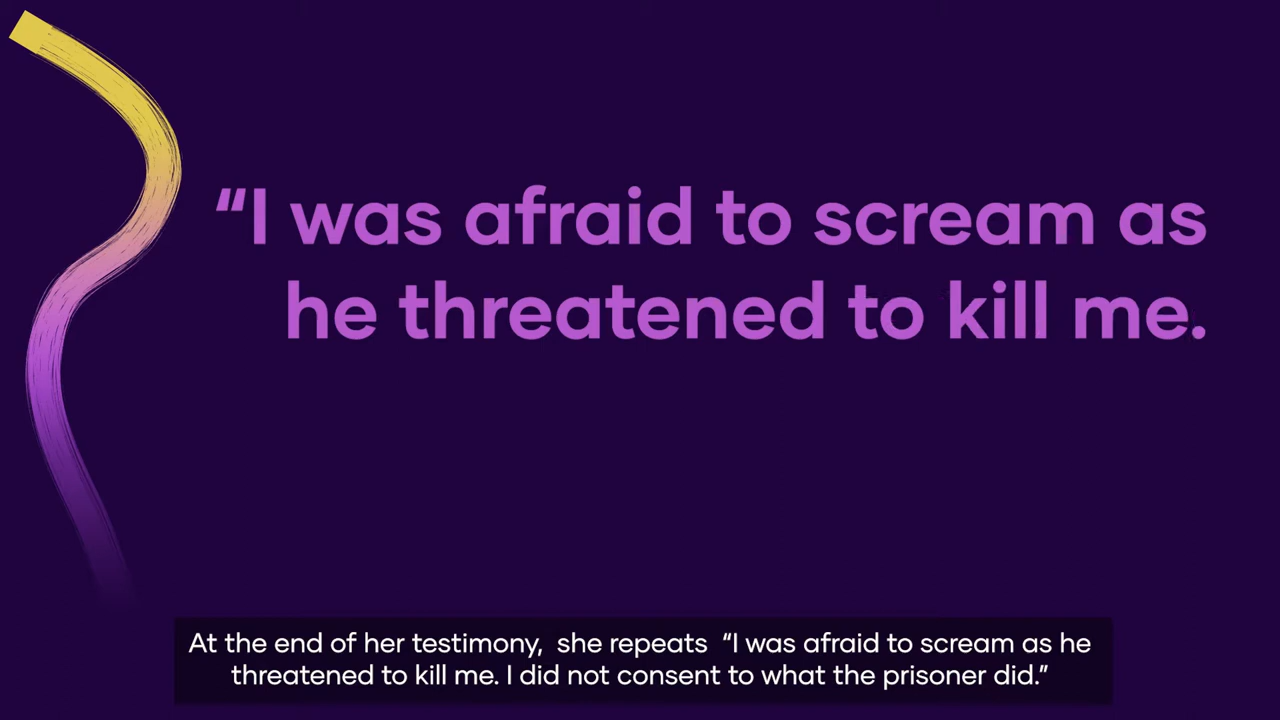 “I was afraid to scream as
he threatened to kill me.
At the end of her testimony,  she repeats  “I was afraid to scream as he
threatened to kill me. I did not consent to what the prisoner did.”